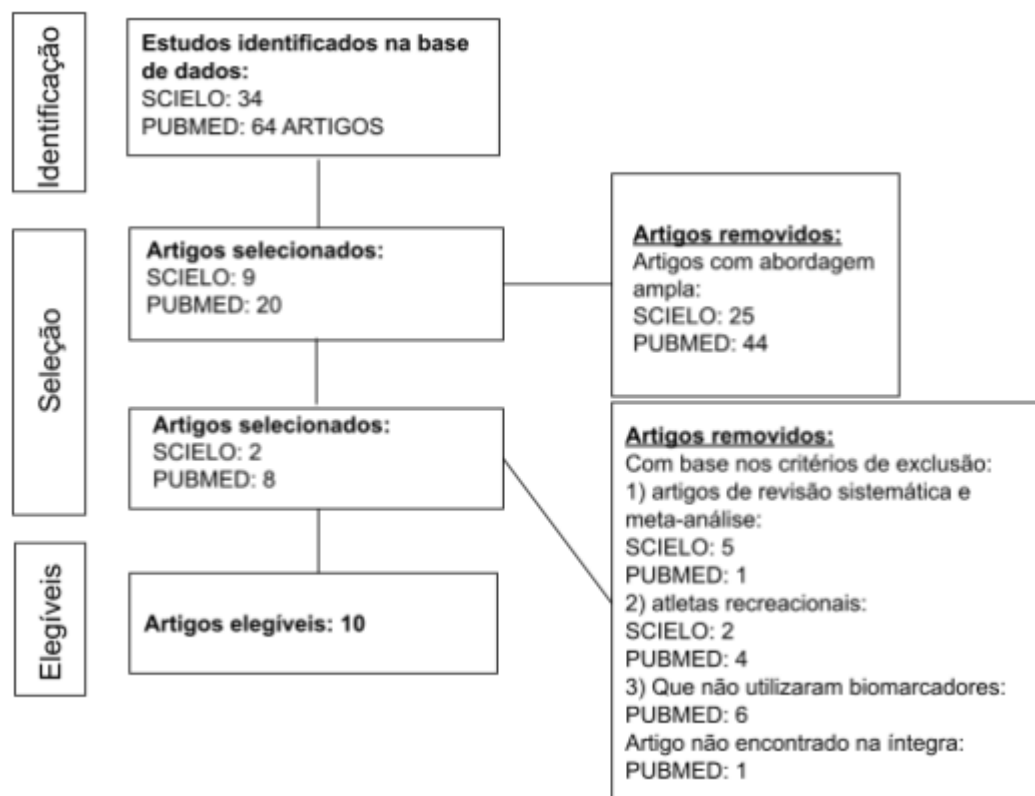 Identificação
Estudos identificados na base
de dados:
SCIELO: 34
PUBMED: 64 ARTIGOS
Seleção
Artigos selecionados:
SCIELO: 9
PUBMED: 20
Artigos removidos:
Artigos com abordagem
ampla:
SCIELO: 25
PUBMED: 44
Artigos selecionados:
SCIELO: 2
PUBMED: 8
Artigos removidos:
Com base nos critérios de exclusão:
1) artigos de revisão sistemática e
meta-análise:
SCIELO: 5
PUBMED: 1
2) atletas recreacionais:
SCIELO: 2
PUBMED: 4
3) Que não utilizaram biomarcadores:
PUBMED: 6
Artigo não encontrado na íntegra:
PUBMED: 1
Elegíveis
Artigos elegíveis: 10